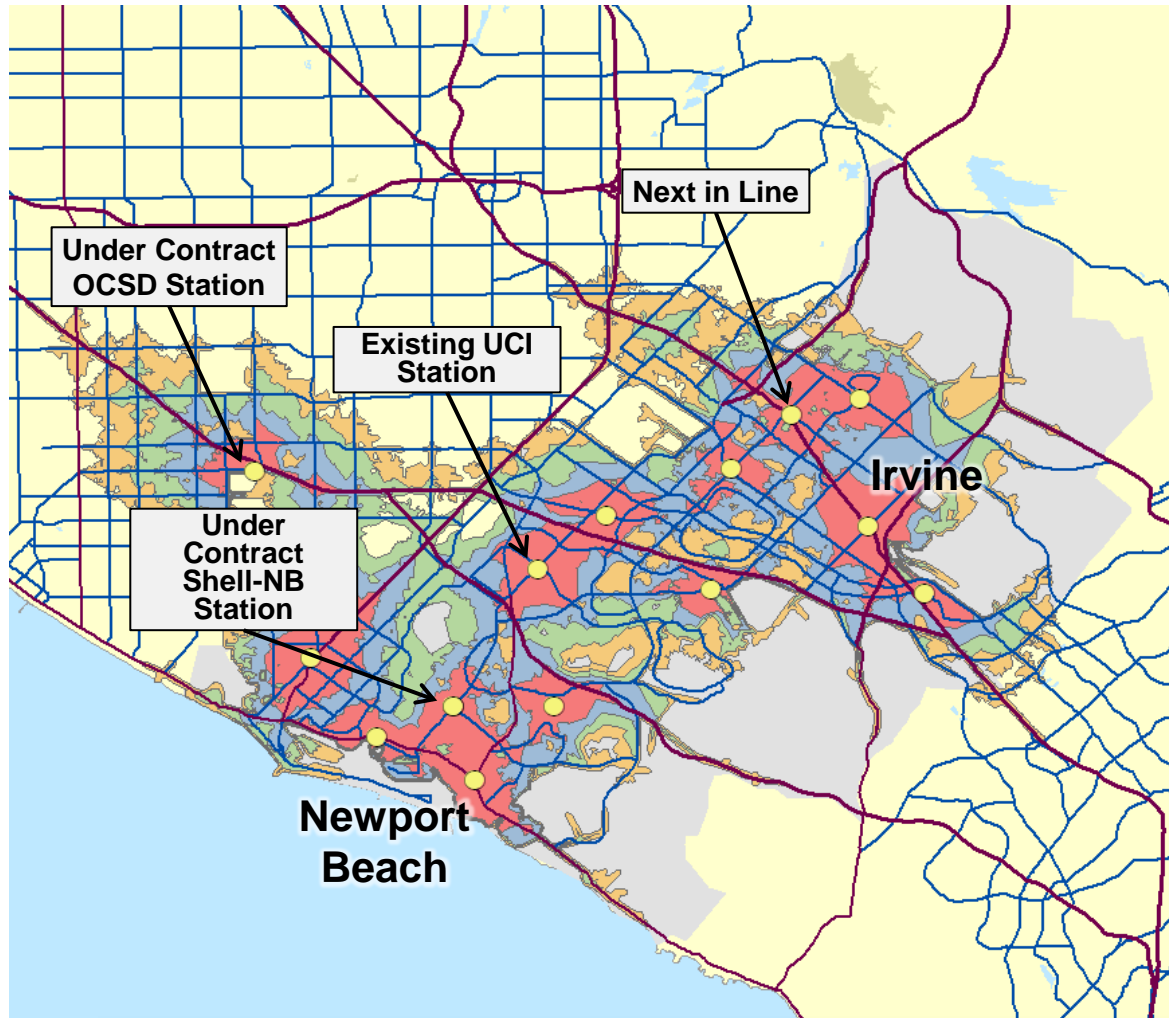 Next in Line
Under Contract
OCSD Station
Existing UCI
Station
Irvine
Under
Contract
Shell-NB
Station
Newport
Beach